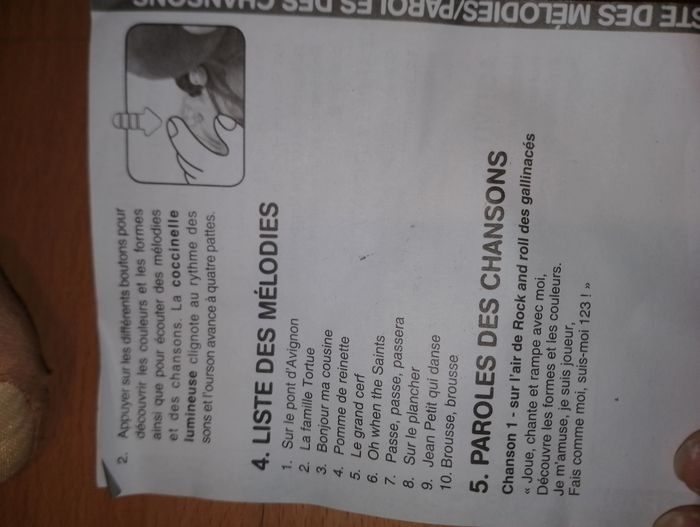 STE DES MÉLODIES/PAROLES DES CHANSONS
2. Appuyer sur les différents boutons pour
découvrir les couleurs et les formes
ainsi que pour écouter des mélodies
et des chansons. La coccinelle
lumineuse clignote au rythme des
sons et l'ourson avance à quatre pattes.
4. LISTE DES MÉLODIES
1. Sur le pont d'Avignon
2. La famille Tortue
3. Bonjour ma cousine
4. Pomme de reinette
5. Le grand cerf
6. Oh when the Saints
7. Passe, passe, passera
8. Sur le plancher
9. Jean Petit qui danse
10. Brousse, brousse
5. PAROLES DES CHANSONS
Chanson 1 - sur l'air de Rock and roll des gallinacés
« Joue, chante et rampe avec moi,
Découvre les formes et les couleurs.
Je m'amuse, je suis joueur,
Fais comme moi, suis-moi 123 ! »